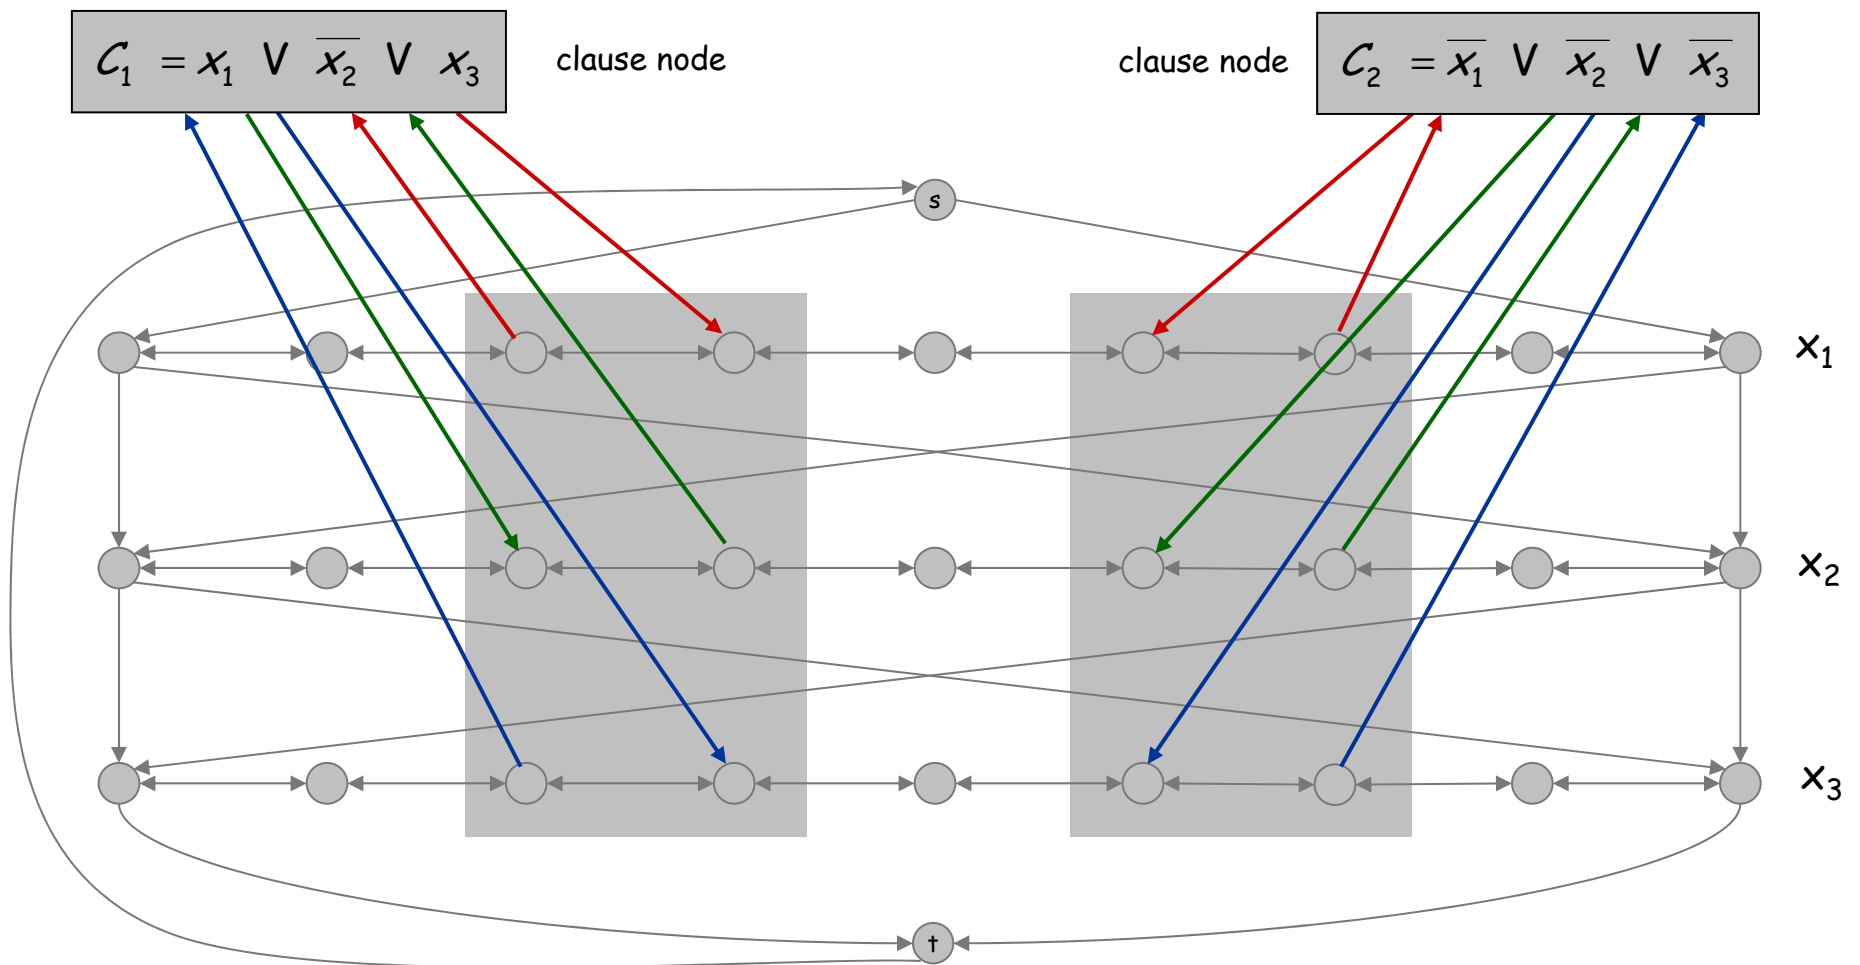 C₁ = x₁ V x̅₂ V x₃
clause node
clause node
C₂ = x̅₁ V x̅₂ V x̅₃
s
x₁
x₂
x₃
t